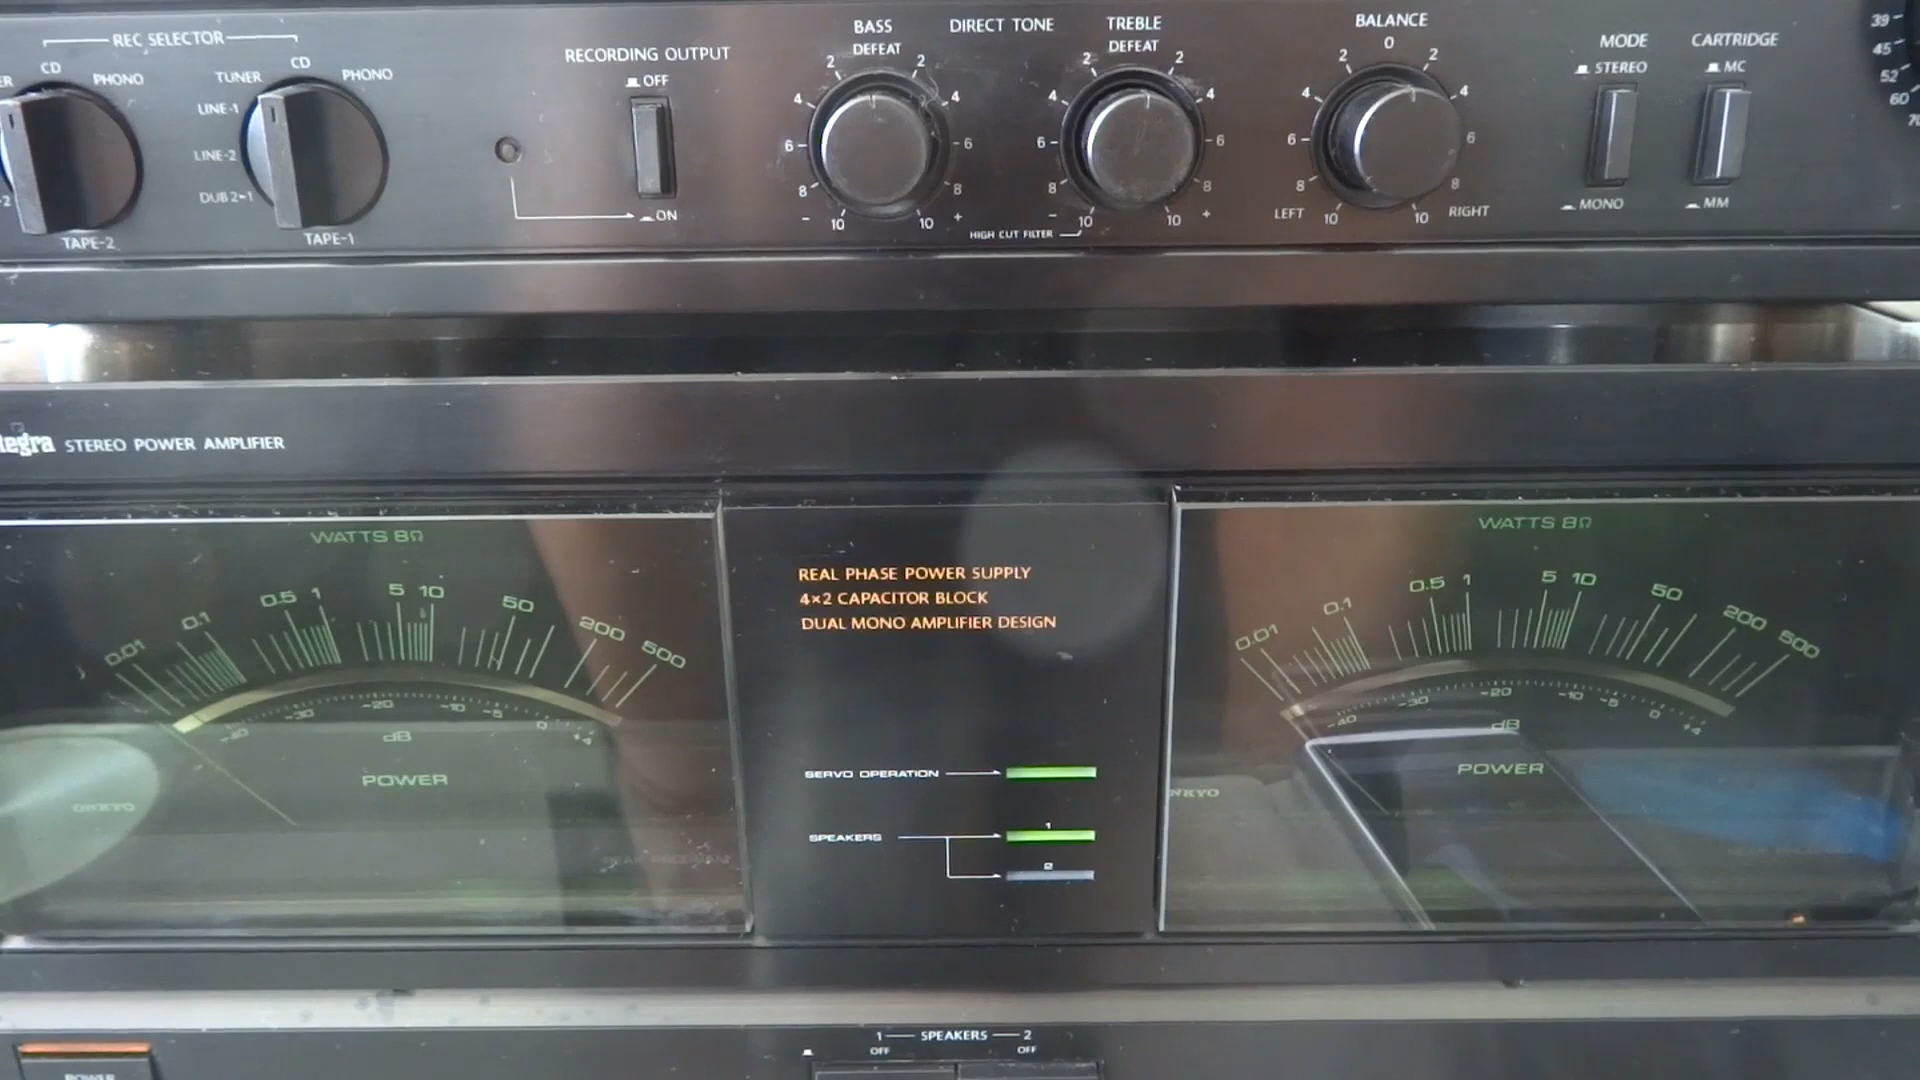 REC SELECTOR
CD
PHONO
TAPE-2
TUNER
CD
PHONO
LINE-1
LINE-2
DUB 2►1
TAPE-1
RECORDING OUTPUT
OFF
ON
BASS
DEFEAT
2 2
4 4
6 6
8 8
- 10 10 +
DIRECT TONE
TREBLE
DEFEAT
2 2
4 4
6 6
8 8
- 10 10 +
HIGH CUT FILTER
BALANCE
0
2 2
4 4
6 6
8 8
LEFT 10 10 RIGHT
MODE
STEREO
MONO
CARTRIDGE
MC
MM
39
45
52
60
STEREO POWER AMPLIFIER
WATTS 8Ω
0.01 0.1 0.5 1 5 10 50 200 500
-40 -30 -20 -10 -5 0 +4
dB
POWER
ONKYO
REAL PHASE POWER SUPPLY
4×2 CAPACITOR BLOCK
DUAL MONO AMPLIFIER DESIGN
SERVO OPERATION
SPEAKERS
1
2
WATTS 8Ω
0.01 0.1 0.5 1 5 10 50 200 500
-40 -30 -20 -10 -5 0 +4
dB
POWER
NKYO
1 SPEAKERS 2
OFF OFF
POWER